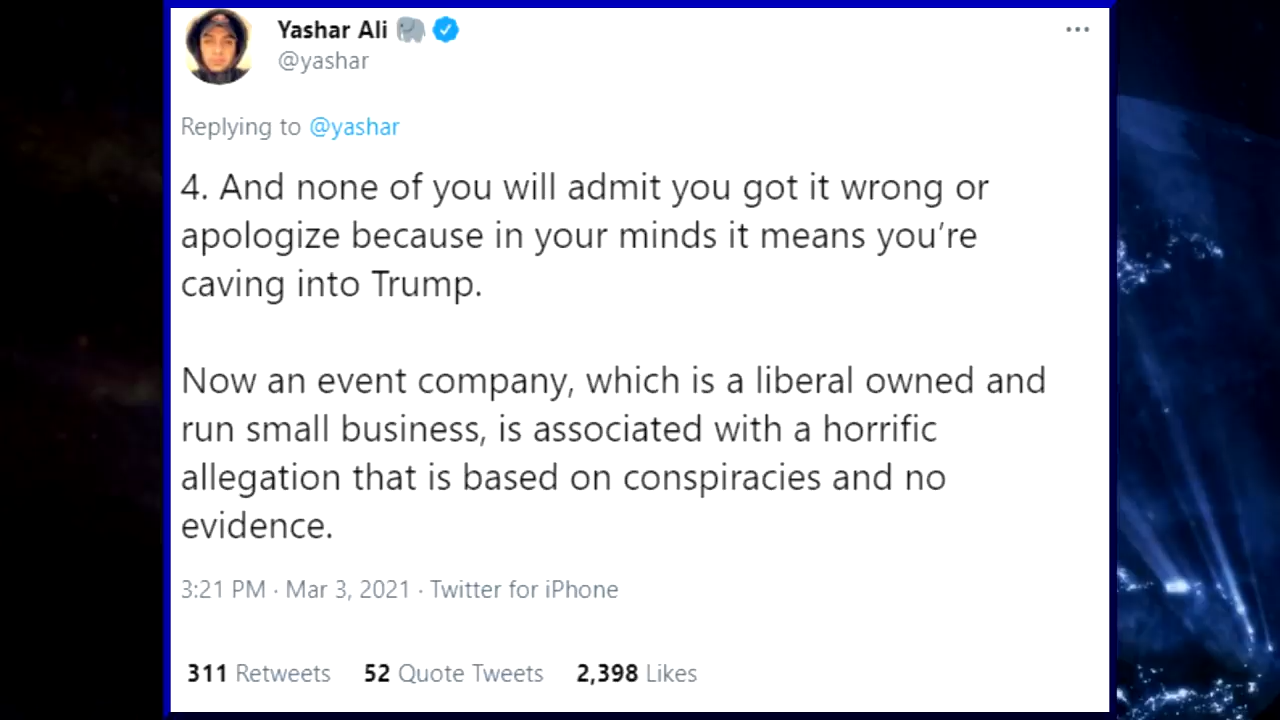 Yashar Ali 🐘
@yashar
Replying to @yashar
4. And none of you will admit you got it wrong or
apologize because in your minds it means you’re
caving into Trump.
Now an event company, which is a liberal owned and
run small business, is associated with a horrific
allegation that is based on conspiracies and no
evidence.
3:21 PM · Mar 3, 2021 · Twitter for iPhone
311 Retweets 52 Quote Tweets 2,398 Likes